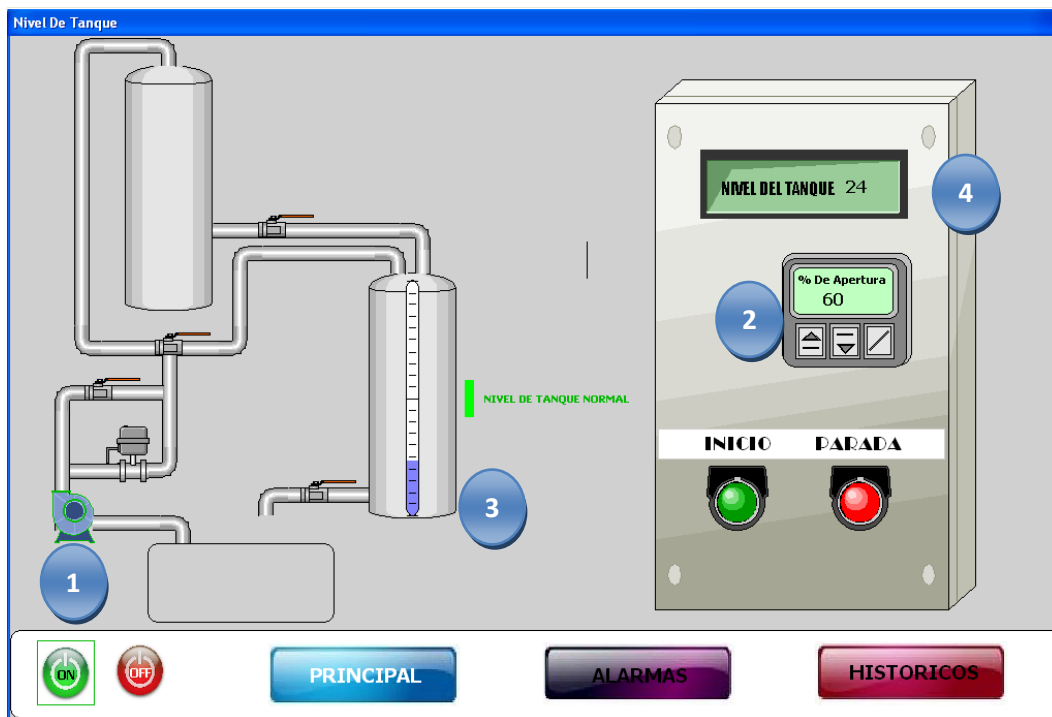 Nivel De Tanque
NIVEL DEL TANQUE 24
4
% De Apertura
60
2
NIVEL DE TANQUE NORMAL
INICIO PARADA
3
1
ON OFF PRINCIPAL ALARMAS HISTORICOS